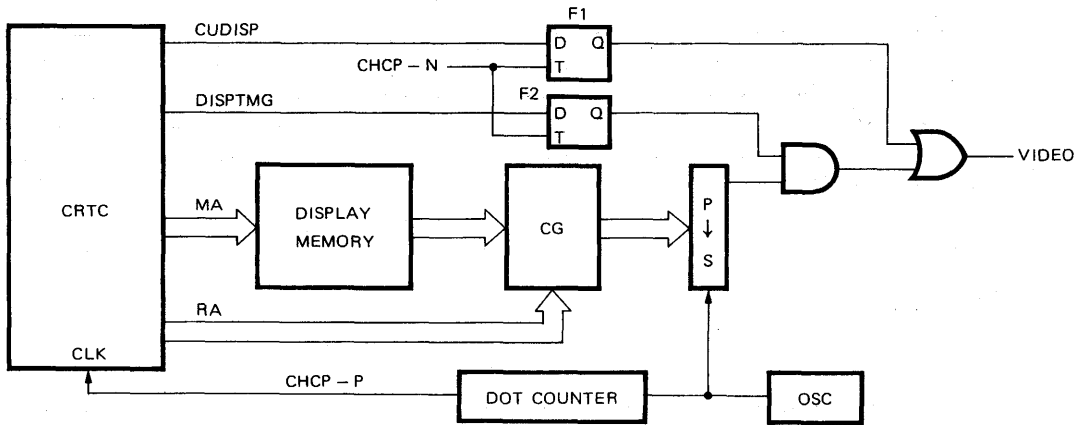 CUDISP
F1
D Q
T
CHCP - N
DISPTMG
F2
D Q
T
VIDEO
CRTC
MA
DISPLAY
MEMORY
CG
P
↓
S
RA
CLK
CHCP - P
DOT COUNTER
OSC